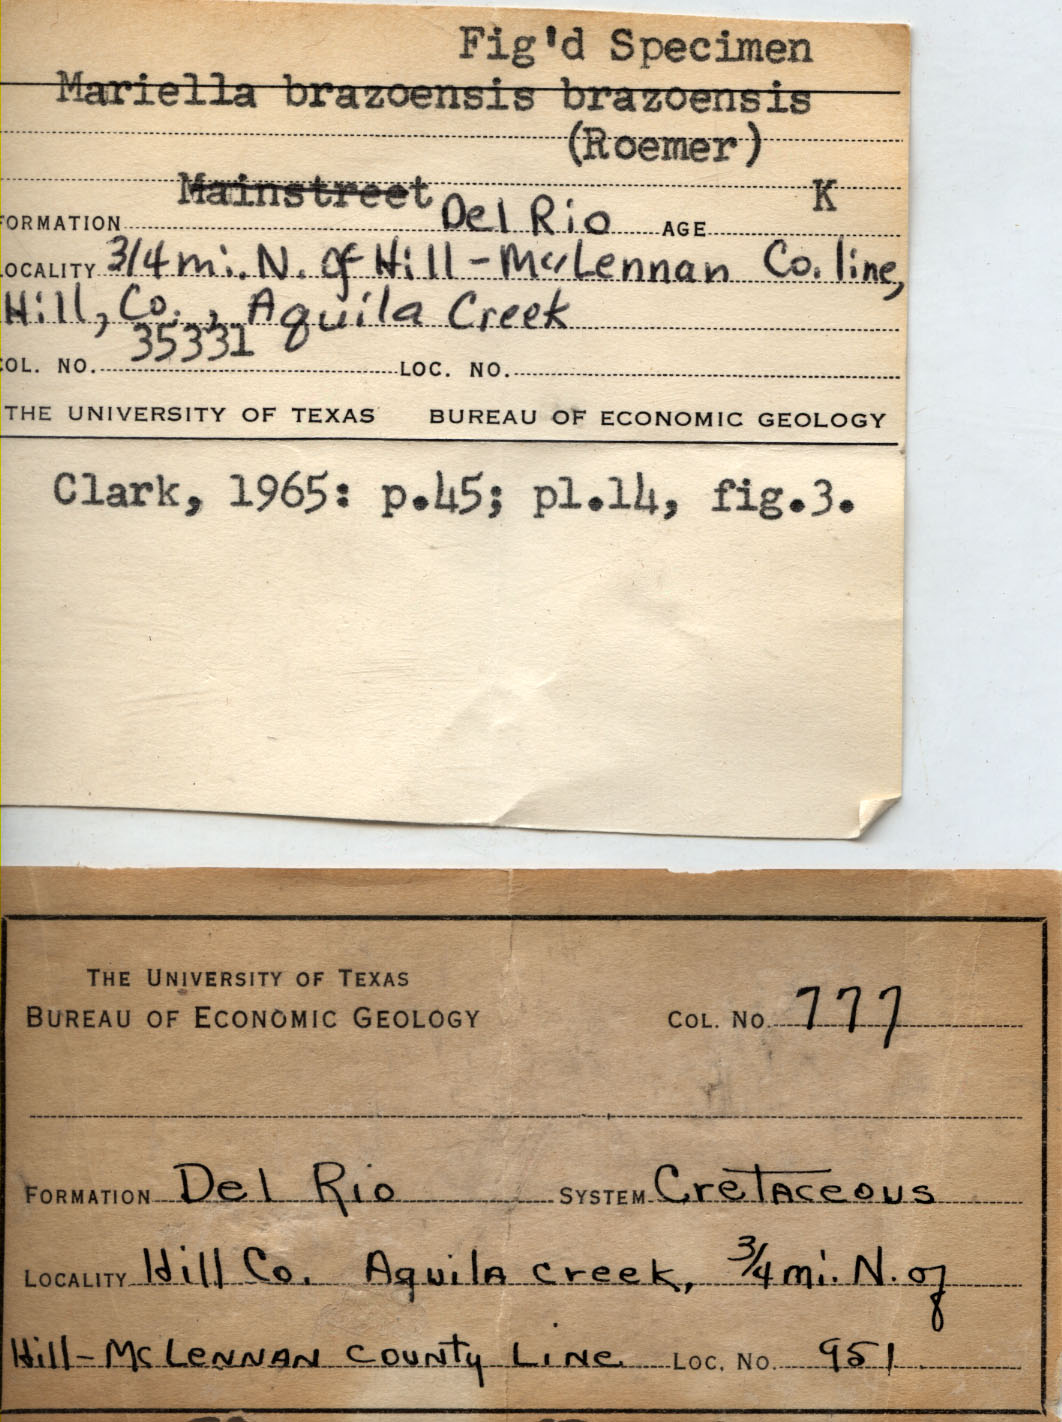 Fig'd Specimen
Mariella brazoensis brazoensis
(Roemer)
Mainstreet Del Rio AGE K
FORMATION
LOCALITY 3/4 mi. N. of Hill-McLennan Co. line,
Hill, Co., Aquila Creek
COL. NO. 35331 LOC. NO.
THE UNIVERSITY OF TEXAS BUREAU OF ECONOMIC GEOLOGY
Clark, 1965: p.45; pl.14, fig.3.
THE UNIVERSITY OF TEXAS
BUREAU OF ECONOMIC GEOLOGY COL. NO. 777
FORMATION Del Rio SYSTEM Cretaceous
LOCALITY Hill Co. Aquila creek, 3/4 mi. N. of
Hill-McLennan county Line LOC. NO. 951